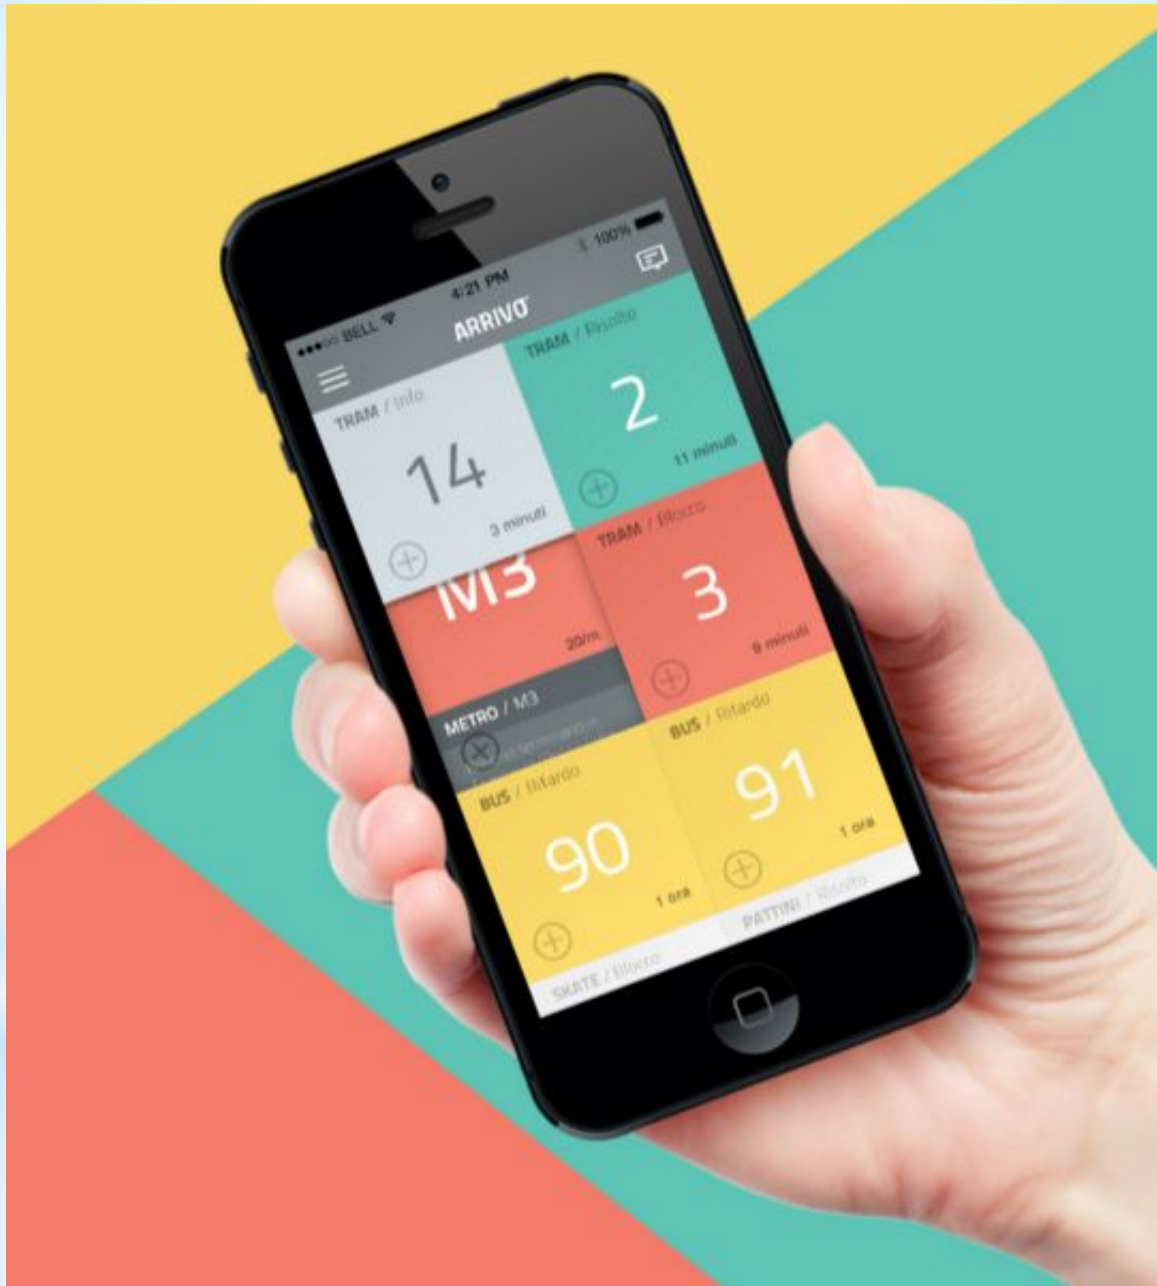 BELL 4:21 PM 100%
ARRIVO
TRAM / Info
14
3 minuti
TRAM / Risolto
2
11 minuti
M3
20/m
METRO / M3
TRAM / Blocco
3
9 minuti
BUS / Ritardo
90
1 ora
BUS / Ritardo
91
1 ora
SKATE / Blocco
PATTINI / Risolto